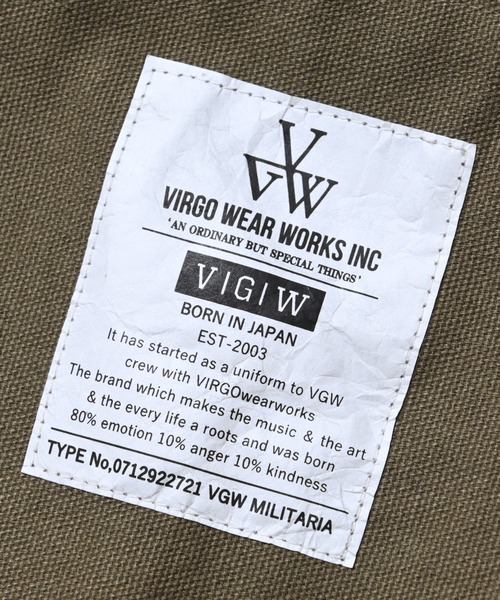 V
GW
VIRGO WEAR WORKS INC
'AN ORDINARY BUT SPECIAL THINGS'
V|G|W
BORN IN JAPAN
EST-2003
It has started as a uniform to VGW
crew with VIRGOwearworks
The brand which makes the music & the art
& the every life a roots and was born
80% emotion 10% anger 10% kindness
TYPE No,0712922721 VGW MILITARIA